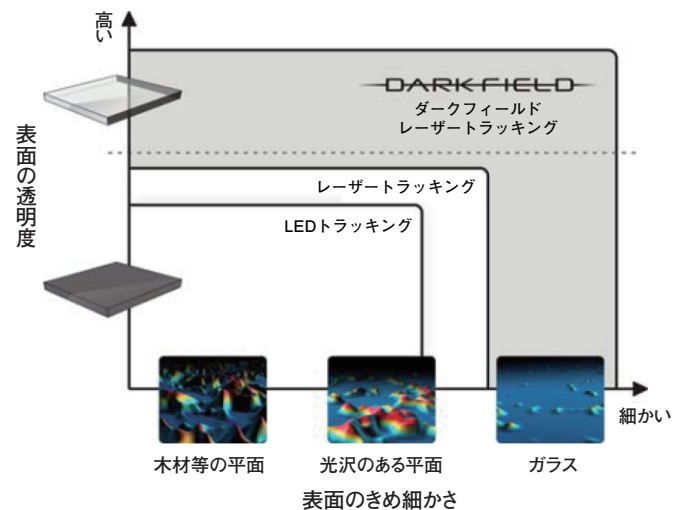 高い
DARKFIELD
ダークフィールド
レーザートラッキング
表面の透明度
レーザートラッキング
LEDトラッキング
細かい
木材等の平面
光沢のある平面
ガラス
表面のきめ細かさ